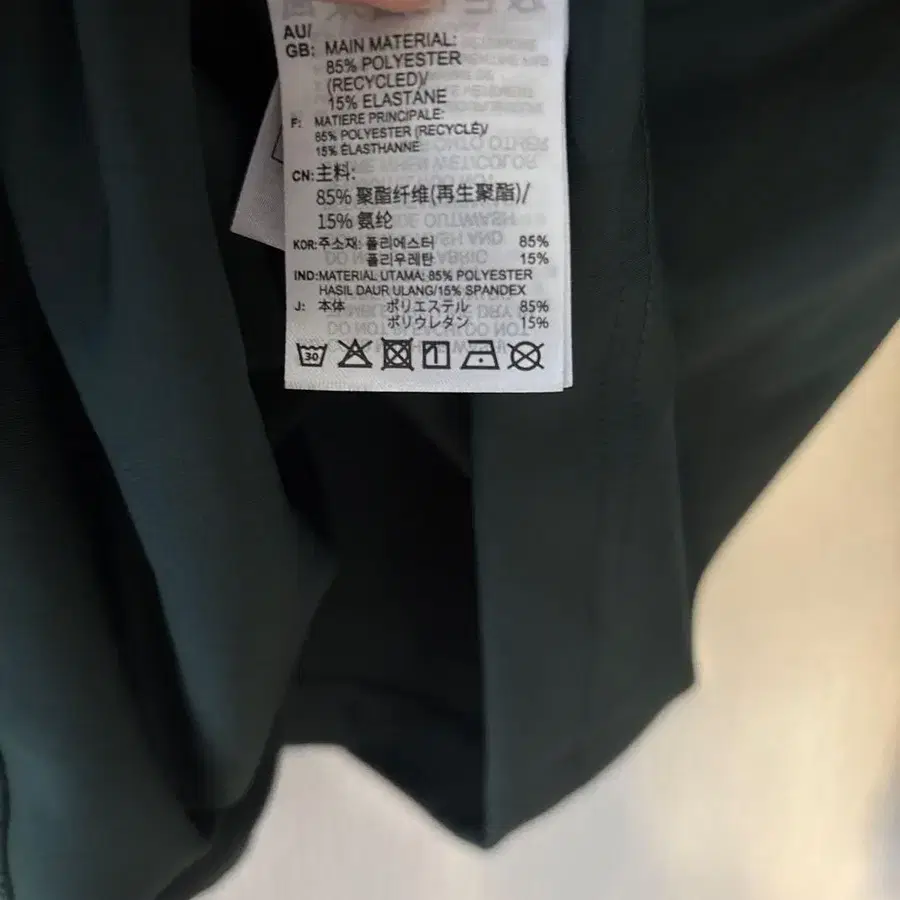 AU/
GB: MAIN MATERIAL:
85% POLYESTER
(RECYCLED)/
15% ELASTANE
F: MATIERE PRINCIPALE:
85% POLYESTER (RECYCLÉ)/
15% ÉLASTHANNE
CN: 主料:
85% 聚酯纤维(再生聚酯)/
15% 氨纶
KOR: 주소재: 폴리에스터 85%
폴리우레탄 15%
IND: MATERIAL UTAMA: 85% POLYESTER
HASIL DAUR ULANG/15% SPANDEX
J: 本体 ポリエステル 85%
ポリウレタン 15%
30